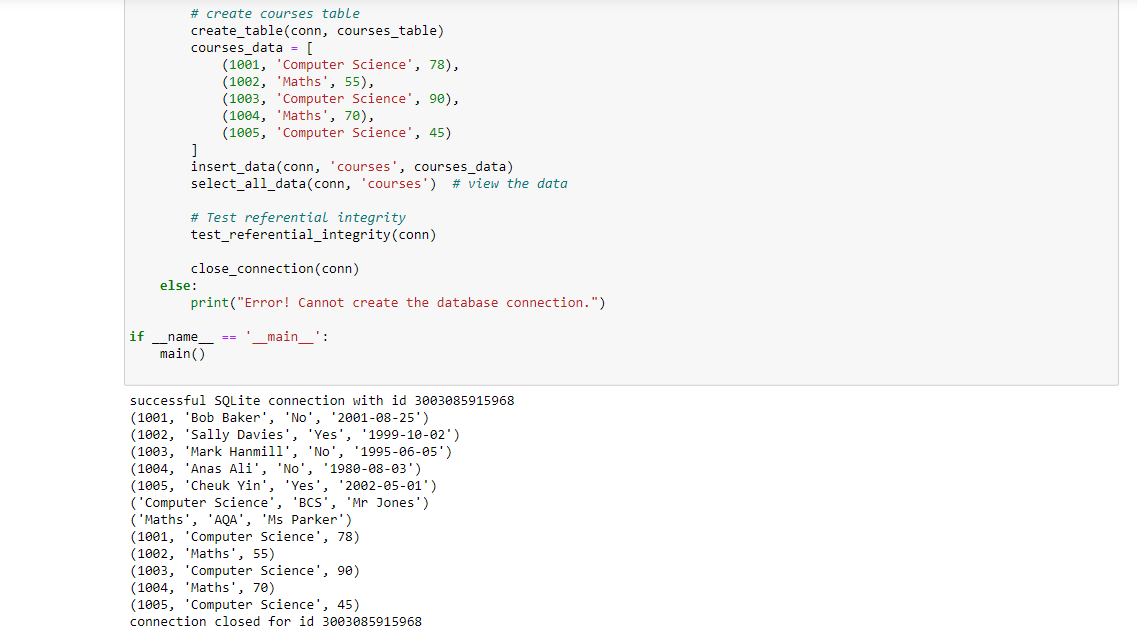 # create courses table
create_table(conn, courses_table)
courses_data = [
(1001, 'Computer Science', 78),
(1002, 'Maths', 55),
(1003, 'Computer Science', 90),
(1004, 'Maths', 70),
(1005, 'Computer Science', 45)
]
insert_data(conn, 'courses', courses_data)
select_all_data(conn, 'courses')  # view the data
# Test referential integrity
test_referential_integrity(conn)
close_connection(conn)
else:
print("Error! Cannot create the database connection.")
if __name__ == '__main__':
main()
successful SQLite connection with id 3003085915968
(1001, 'Bob Baker', 'No', '2001-08-25')
(1002, 'Sally Davies', 'Yes', '1999-10-02')
(1003, 'Mark Hanmill', 'No', '1995-06-05')
(1004, 'Anas Ali', 'No', '1980-08-03')
(1005, 'Cheuk Yin', 'Yes', '2002-05-01')
('Computer Science', 'BCS', 'Mr Jones')
('Maths', 'AQA', 'Ms Parker')
(1001, 'Computer Science', 78)
(1002, 'Maths', 55)
(1003, 'Computer Science', 90)
(1004, 'Maths', 70)
(1005, 'Computer Science', 45)
connection closed for id 3003085915968